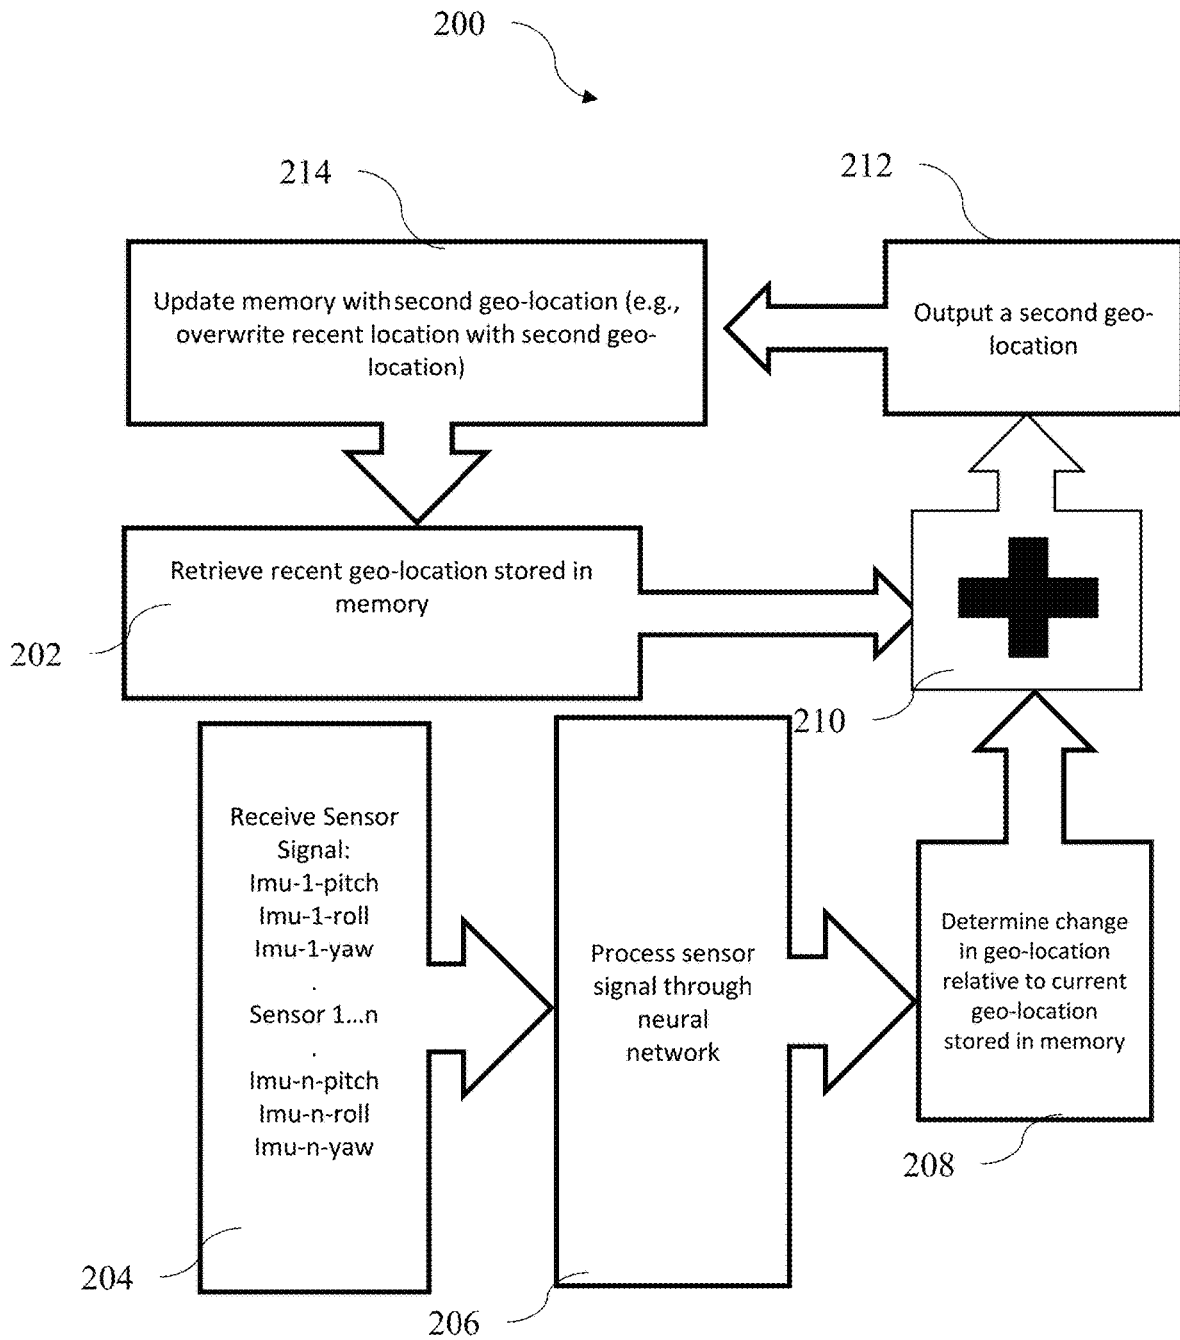 200
214
212
Update memory with second geo-location (e.g.,
overwrite recent location with second geo-
location)
Output a second geo-
location
Retrieve recent geo-location stored in
memory
202
210
Receive Sensor
Signal:
Imu-1-pitch
Imu-1-roll
Imu-1-yaw
.
Sensor 1...n
.
Imu-n-pitch
Imu-n-roll
Imu-n-yaw
Process sensor
signal through
neural
network
Determine change
in geo-location
relative to current
geo-location
stored in memory
208
204
206